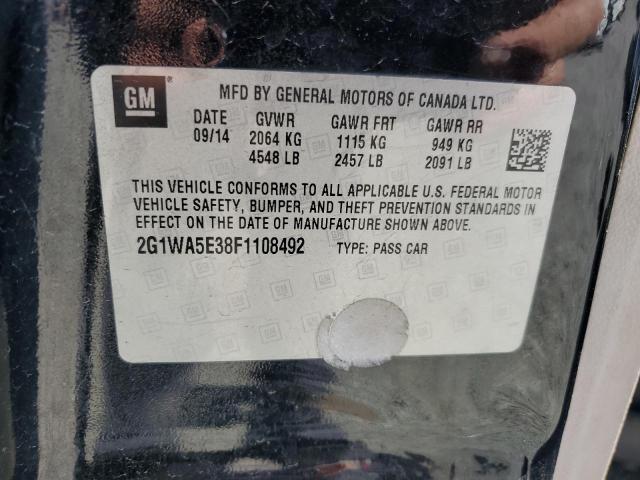 GM
MFD BY GENERAL MOTORS OF CANADA LTD.
DATE GVWR GAWR FRT GAWR RR
09/14 2064 KG 1115 KG 949 KG
4548 LB 2457 LB 2091 LB
THIS VEHICLE CONFORMS TO ALL APPLICABLE U.S. FEDERAL MOTOR
VEHICLE SAFETY, BUMPER, AND THEFT PREVENTION STANDARDS IN
EFFECT ON THE DATE OF MANUFACTURE SHOWN ABOVE.
2G1WA5E38F1108492 TYPE: PASS CAR